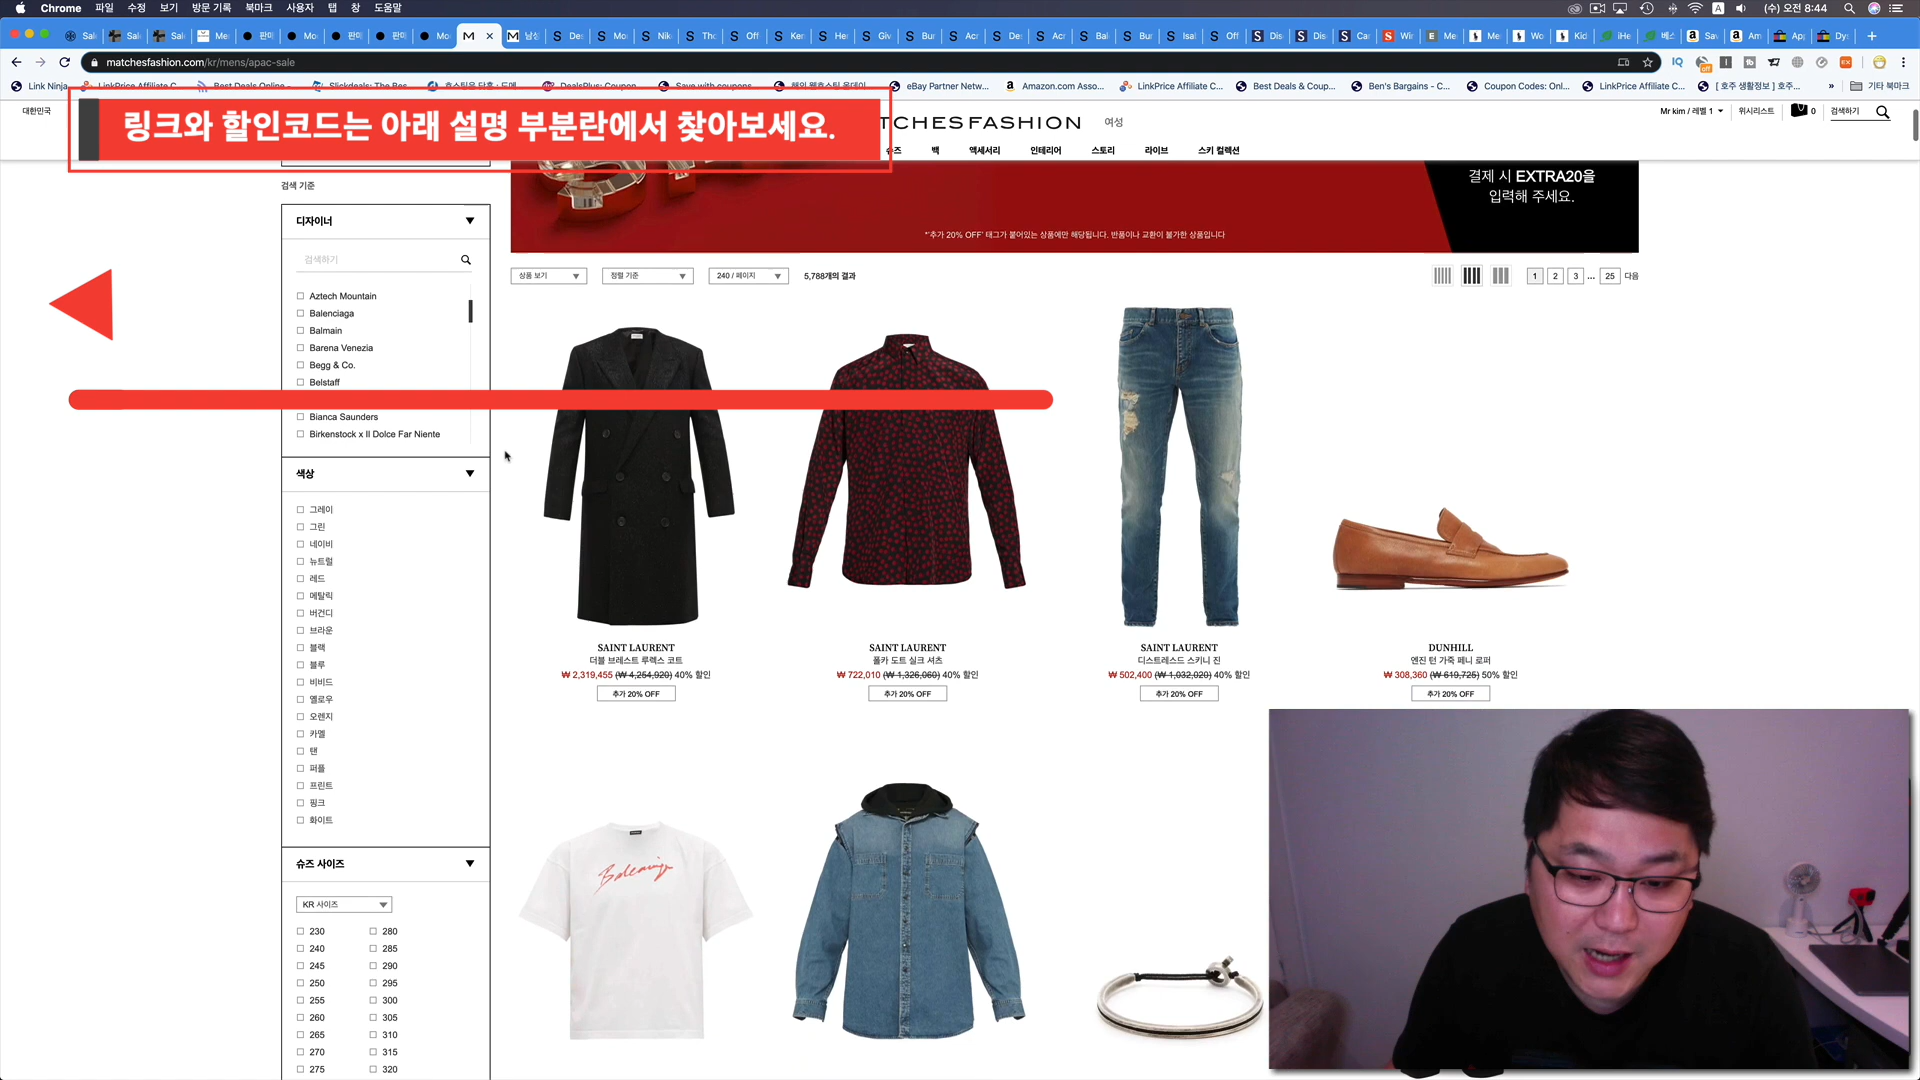 Chrome 파일 수정 보기 방문 기록 북마크 사용자 탭 창 도움말
(수) 오전 8:44
matchesfashion.com/kr/mens/apac-sale
Link Ninja
eBay Partner Netw...
Amazon.com Asso...
LinkPrice Affiliate C...
Best Deals & Coup...
Ben's Bargains - C...
Coupon Codes: Onl...
LinkPrice Affiliate C...
[ 호주 생활정보 ] 호주...
기타 북마크
대한민국
링크와 할인코드는 아래 설명 부분란에서 찾아보세요.
TCHESFASHION
여성
Mr kim / 레벨 1
위시리스트
0
검색하기
슈즈 백 액세서리 인테리어 스토리 라이브 스키 컬렉션
결제 시 EXTRA20을
입력해 주세요.
*'추가 20% OFF' 태그가 붙어있는 상품에만 해당됩니다. 반품이나 교환이 불가한 상품입니다
검색 기준
디자이너
검색하기
Aztech Mountain
Balenciaga
Balmain
Barena Venezia
Begg & Co.
Belstaff
Bianca Saunders
Birkenstock x Il Dolce Far Niente
색상
그레이
그린
네이비
뉴트럴
레드
메탈릭
버건디
브라운
블랙
블루
비비드
옐로우
오렌지
카멜
탠
퍼플
프린트
핑크
화이트
슈즈 사이즈
KR 사이즈
230 280
240 285
245 290
250 295
255 300
260 305
265 310
270 315
275 320
상품 보기
정렬 기준
240 / 페이지
5,788개의 결과
1 2 3 ... 25 다음
SAINT LAURENT
더블 브레스트 루렉스 코트
₩ 2,319,455 (₩ 4,254,920) 40% 할인
추가 20% OFF
SAINT LAURENT
폴카 도트 실크 셔츠
₩ 722,010 (₩ 1,326,060) 40% 할인
추가 20% OFF
SAINT LAURENT
디스트레스드 스키니 진
₩ 502,400 (₩ 1,032,020) 40% 할인
추가 20% OFF
DUNHILL
엔진 턴 가죽 페니 로퍼
₩ 308,360 (₩ 619,725) 50% 할인
추가 20% OFF
Balenciaga